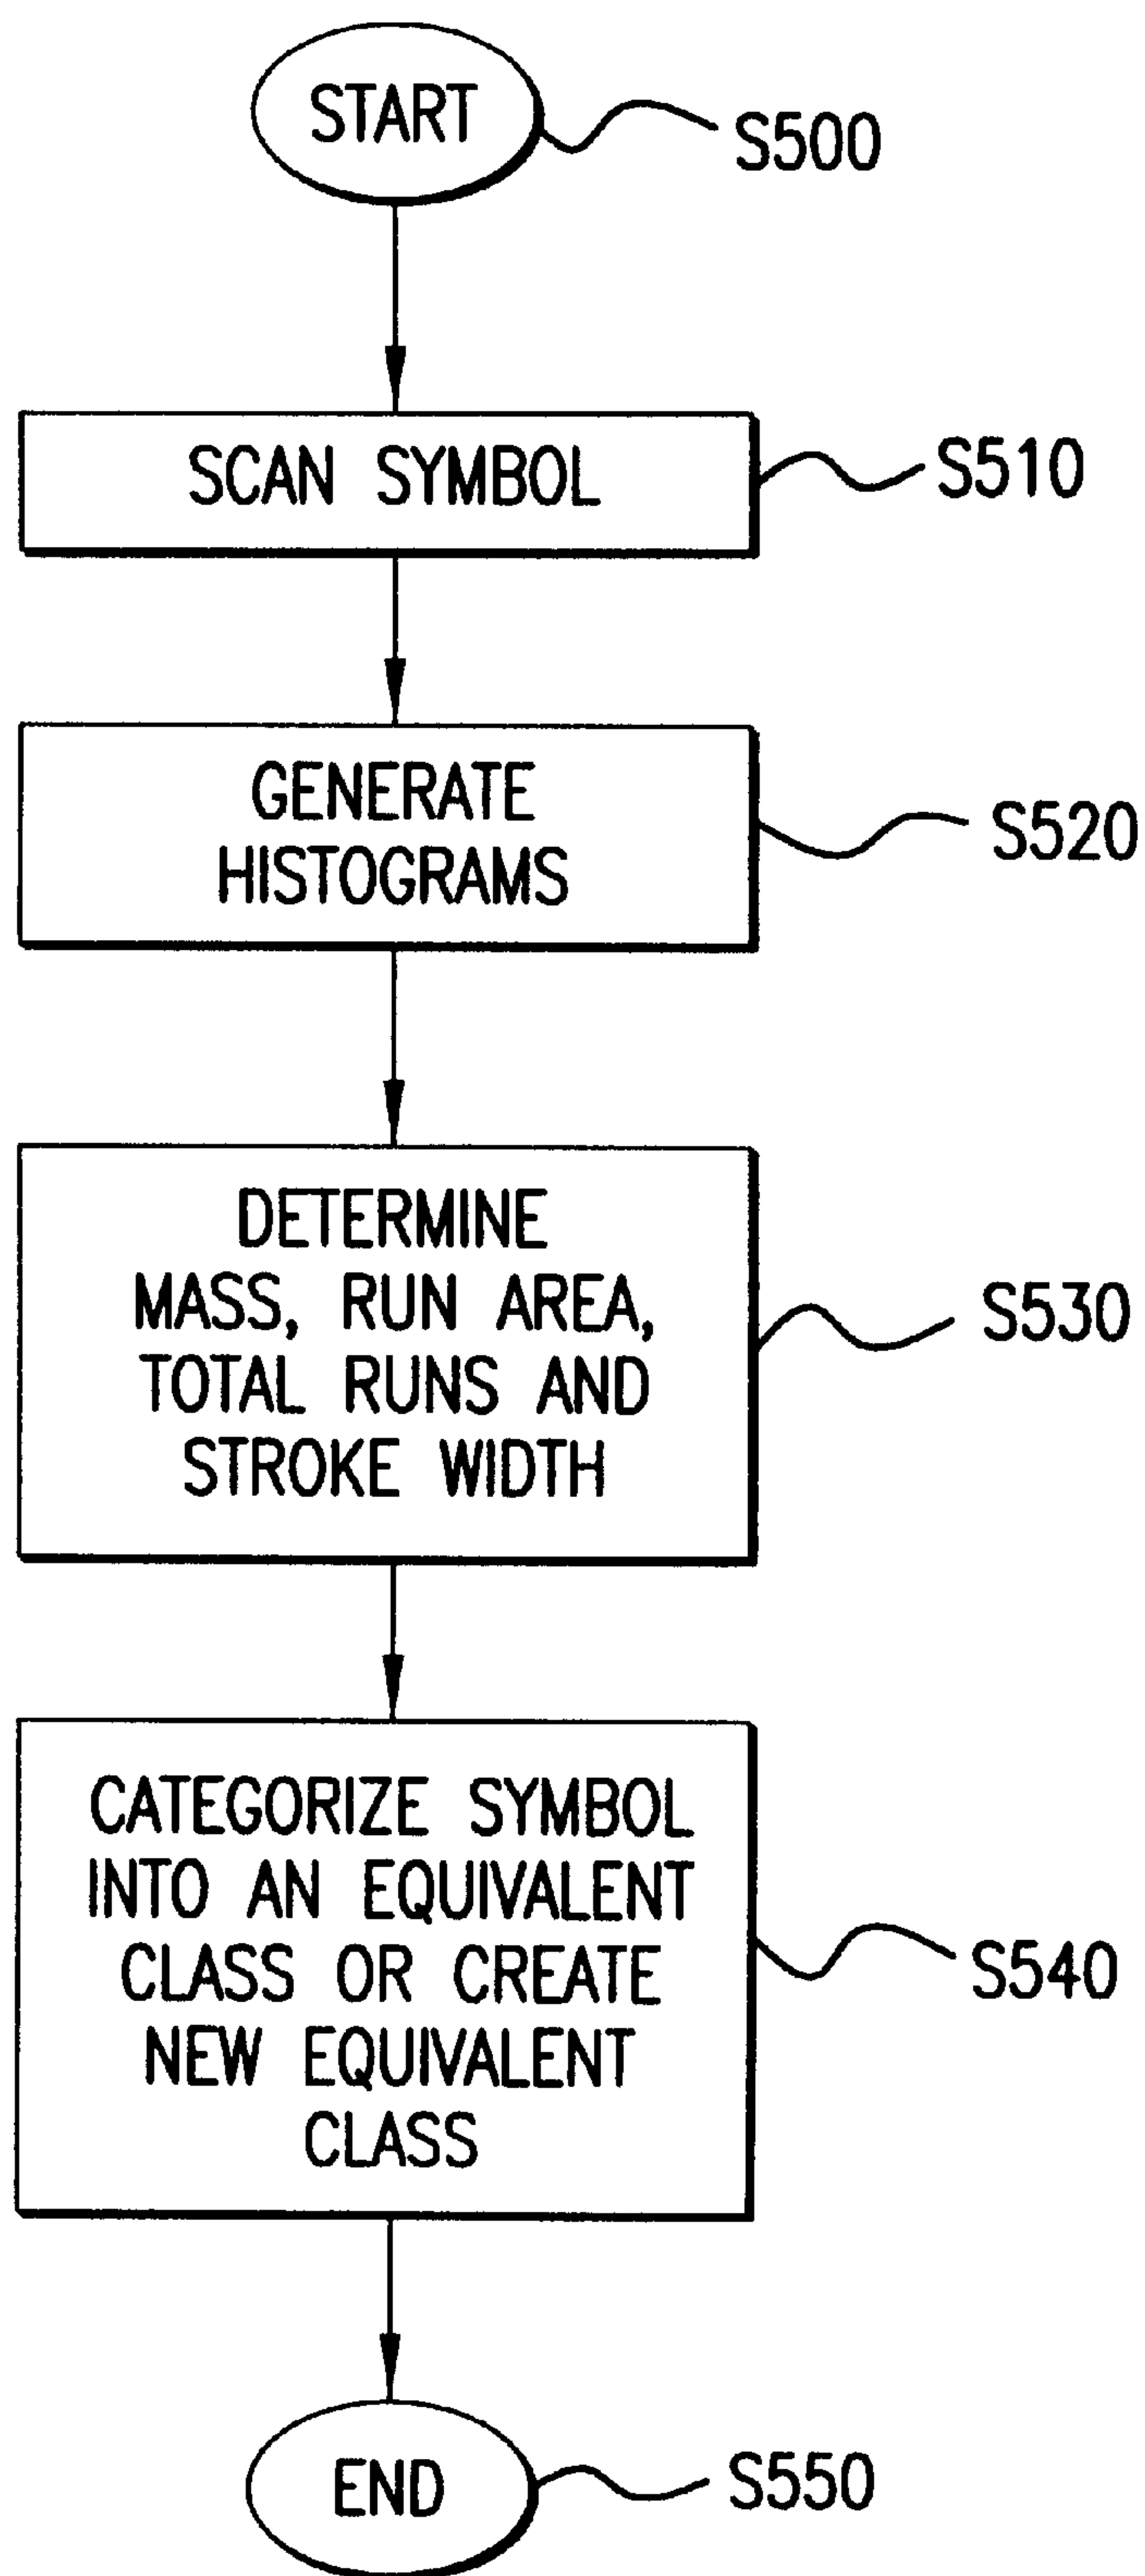 START
S500
SCAN SYMBOL
S510
GENERATE
HISTOGRAMS
S520
DETERMINE
MASS, RUN AREA,
TOTAL RUNS AND
STROKE WIDTH
S530
CATEGORIZE SYMBOL
INTO AN EQUIVALENT
CLASS OR CREATE
NEW EQUIVALENT
CLASS
S540
END
S550